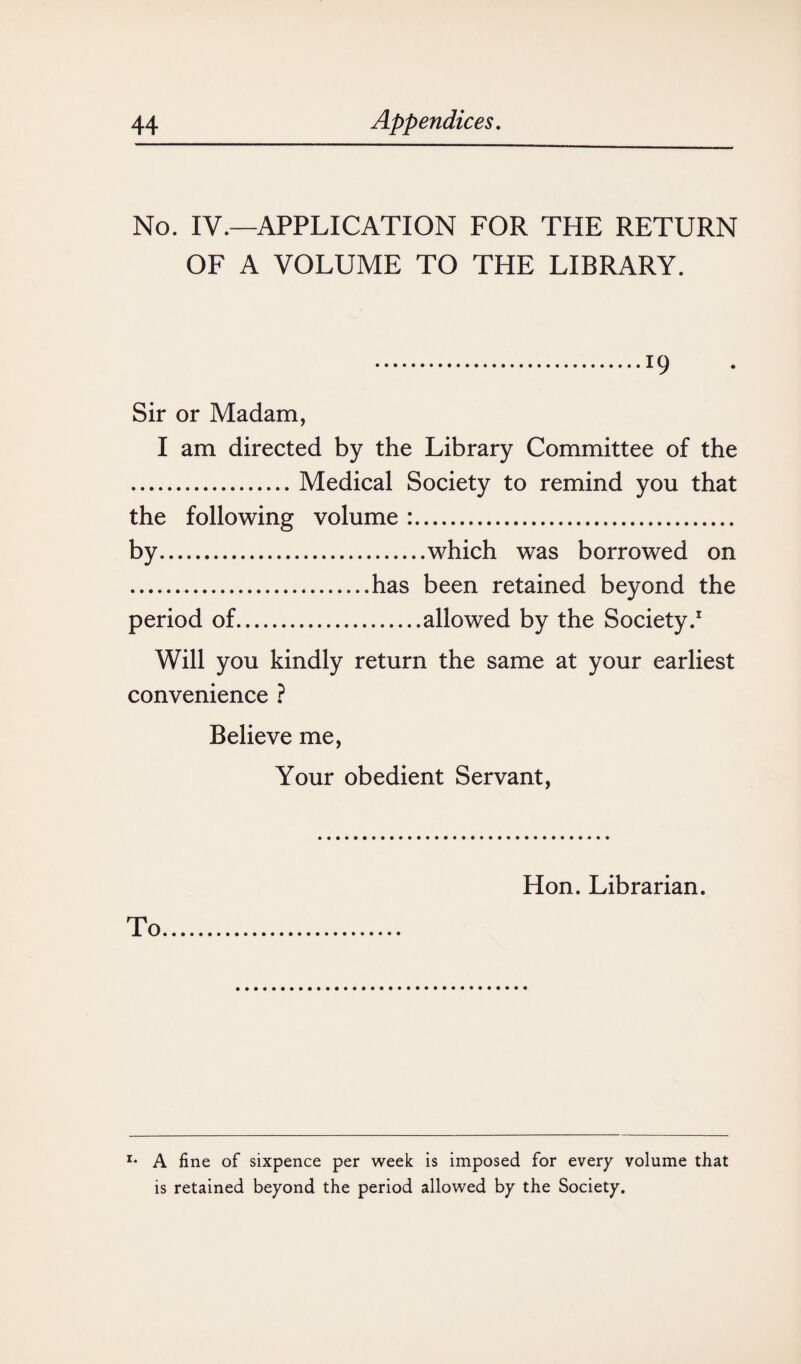 44 Appendices.
No. IV.—APPLICATION FOR THE RETURN
OF A VOLUME TO THE LIBRARY.
..................................19 .
Sir or Madam,
I am directed by the Library Committee of the
.................. Medical Society to remind you that
the following volume :....................................
by..............................which was borrowed on
...........................has been retained beyond the
period of.....................allowed by the Society.¹
Will you kindly return the same at your earliest
convenience ?
Believe me,
Your obedient Servant,
..................................
Hon. Librarian.
To...........................
..................................
¹· A fine of sixpence per week is imposed for every volume that
is retained beyond the period allowed by the Society.